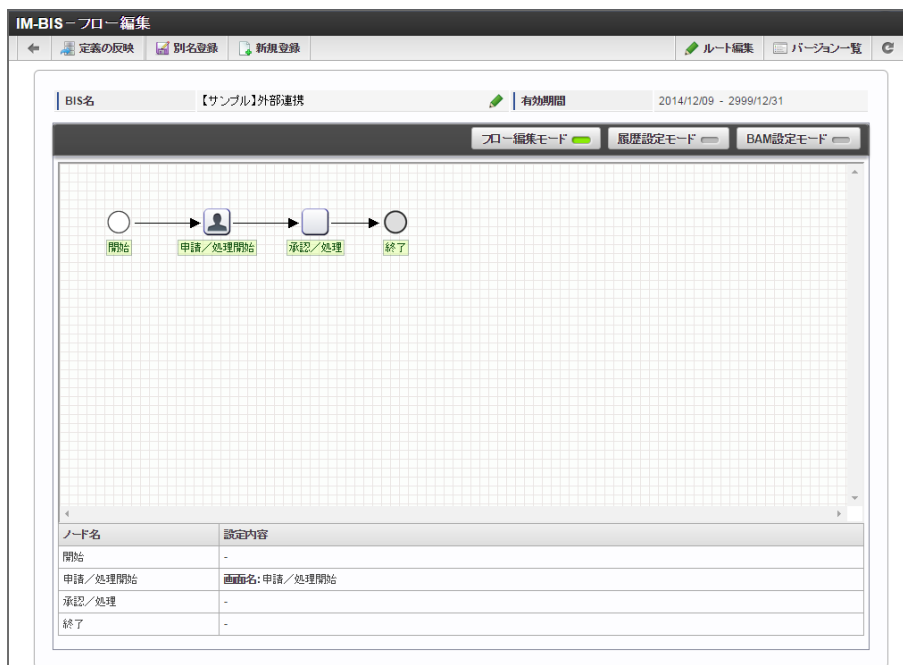 IM-BIS－フロー編集
定義の反映 別名登録 新規登録 ルート編集 バージョン一覧
BIS名 【サンプル】外部連携 有効期間 2014/12/09 - 2999/12/31
フロー編集モード 履歴設定モード BAM設定モード
開始 申請／処理開始 承認／処理 終了
ノード名 設定内容
開始 -
申請／処理開始 画面名:申請／処理開始
承認／処理 -
終了 -